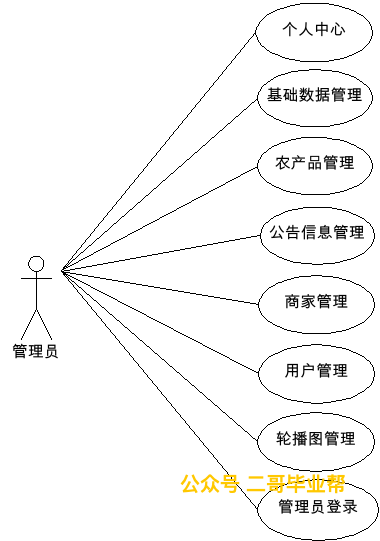 个人中心
基础数据管理
农产品管理
公告信息管理
商家管理
管理员
用户管理
轮播图管理
公众号 二哥毕业帮
管理员登录